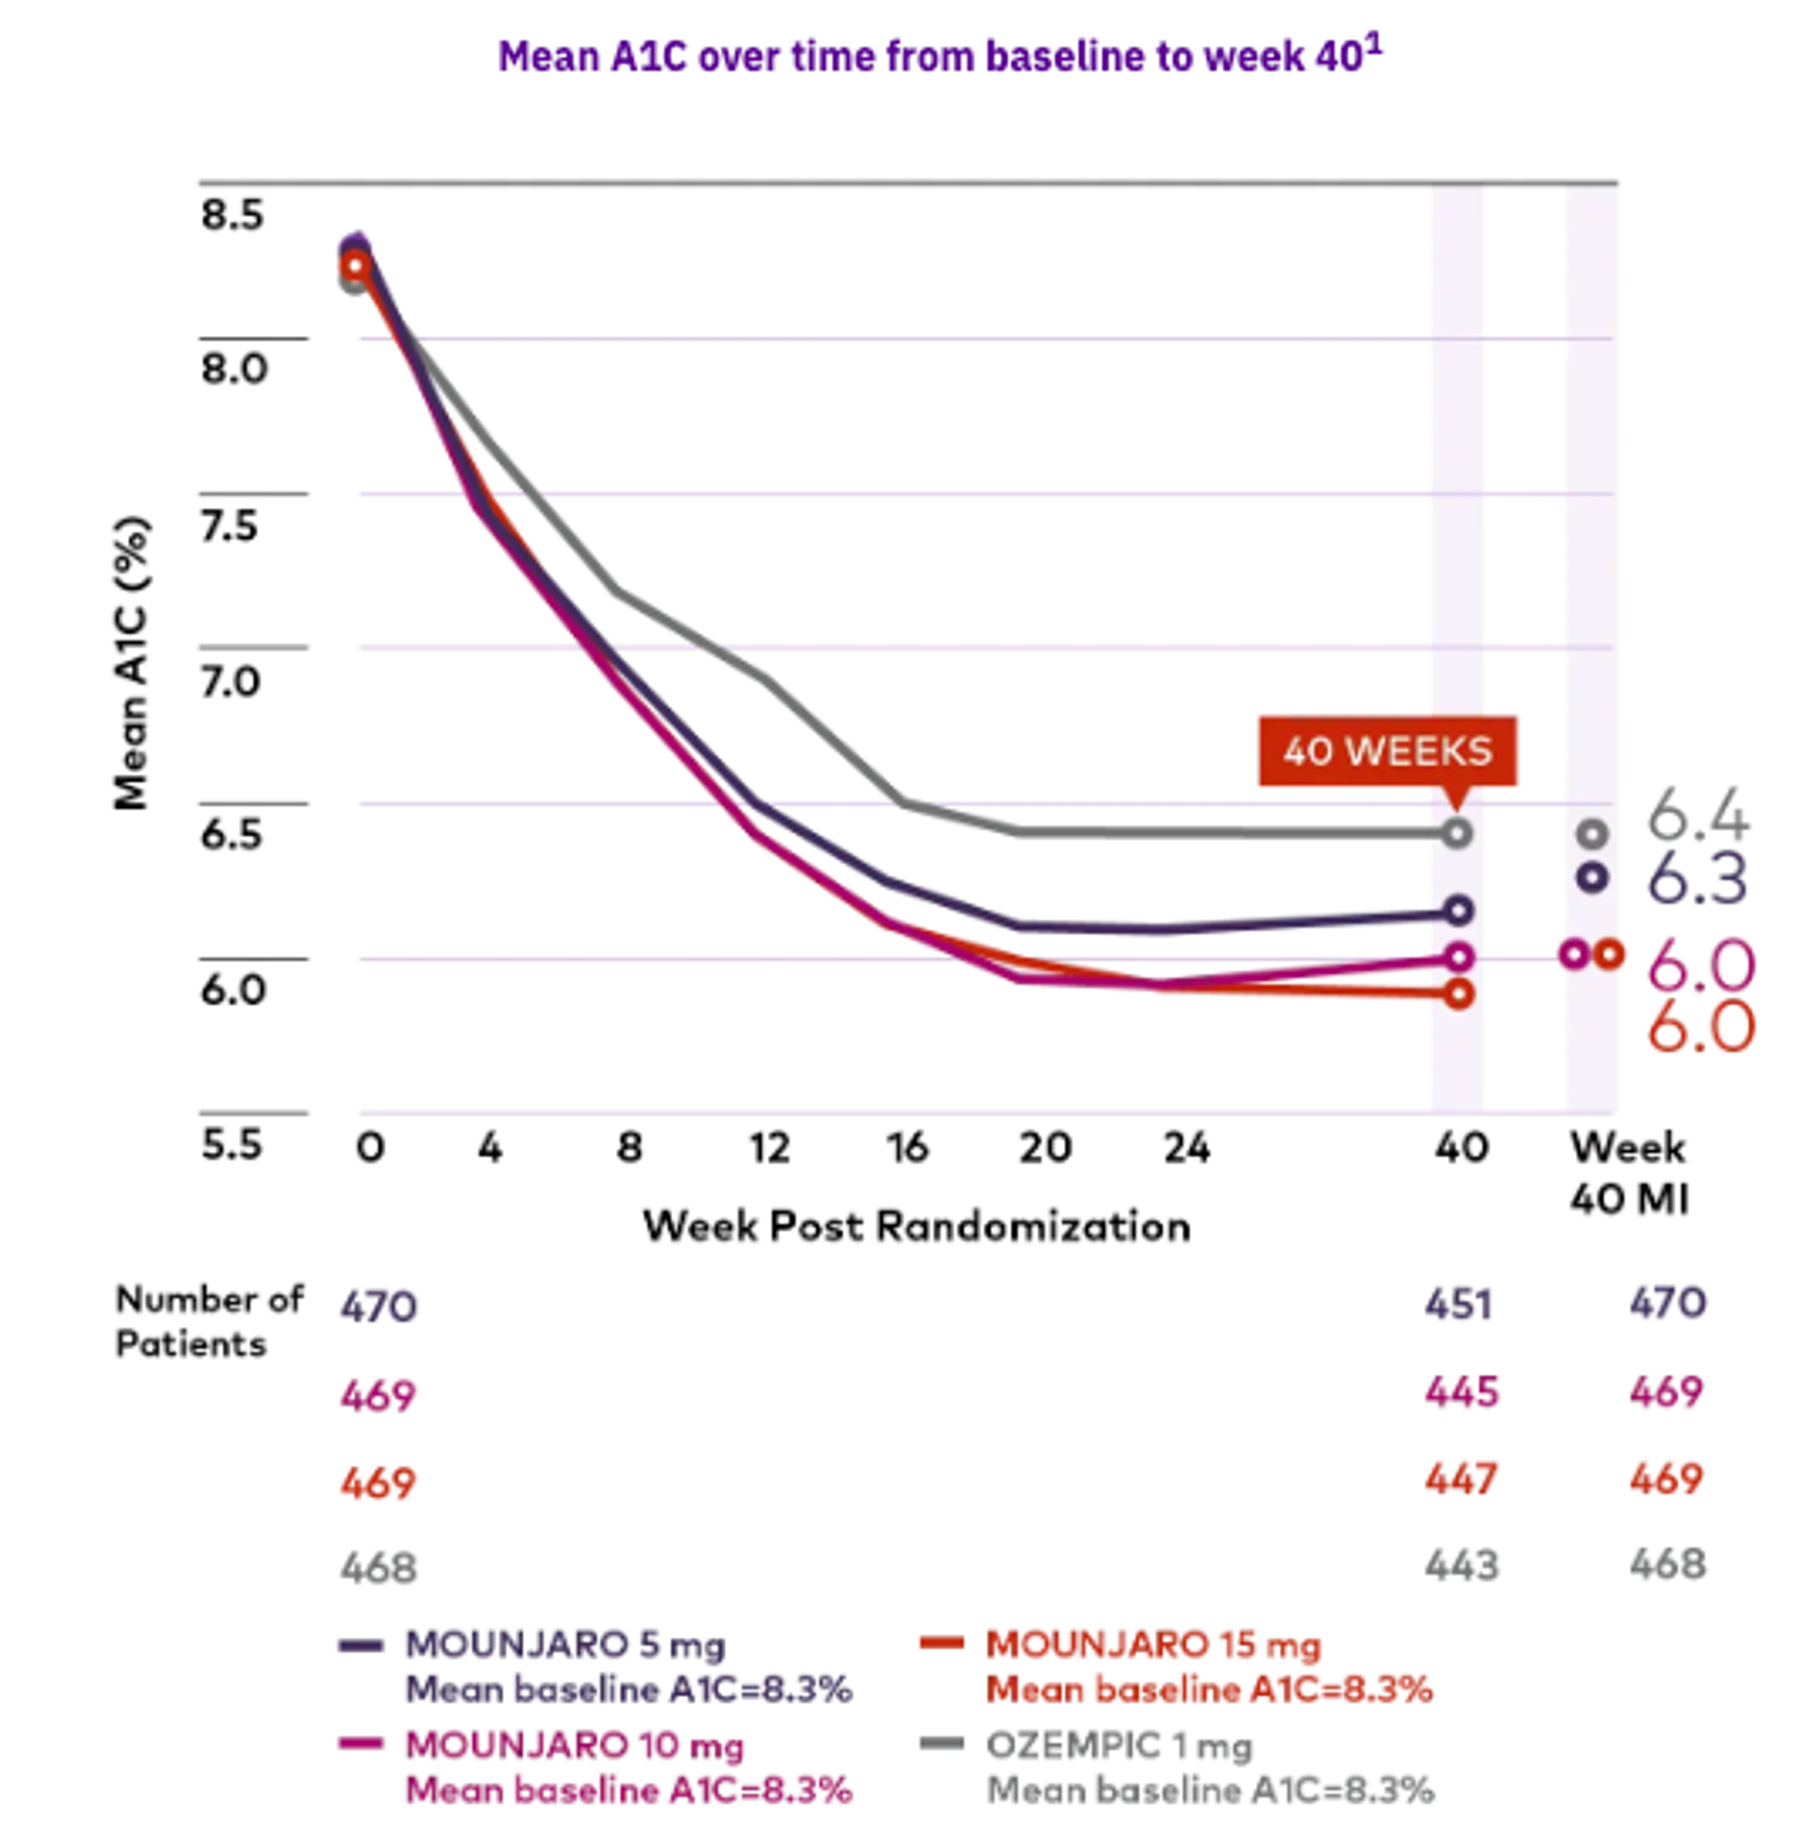 Mean A1C over time from baseline to week 40¹
8.5
8.0
7.5
7.0
6.5
6.0
5.5
Mean A1C (%)
40 WEEKS
6.4
6.3
6.0
6.0
0 4 8 12 16 20 24 40 Week
40 MI
Week Post Randomization
Number of
Patients
470 451 470
469 445 469
469 447 469
468 443 468
MOUNJARO 5 mg
Mean baseline A1C=8.3%
MOUNJARO 15 mg
Mean baseline A1C=8.3%
MOUNJARO 10 mg
Mean baseline A1C=8.3%
OZEMPIC 1 mg
Mean baseline A1C=8.3%